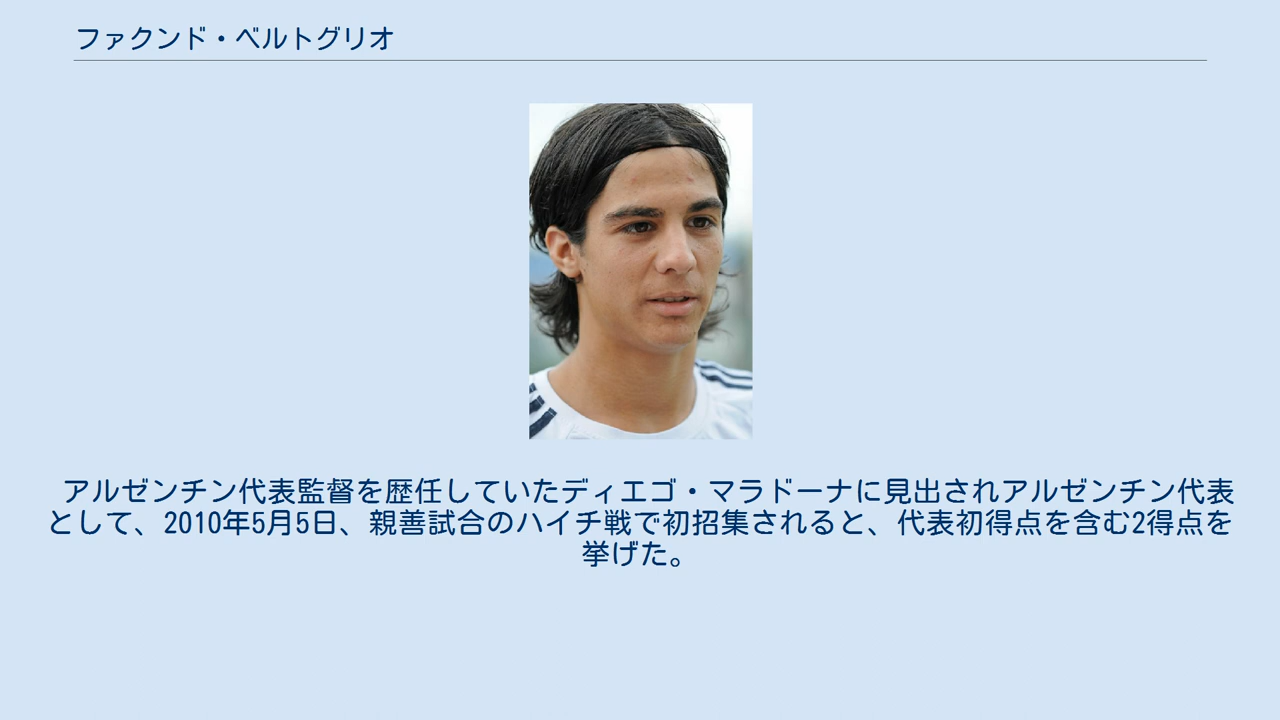 ファクンド・ベルトグリオ
アルゼンチン代表監督を歴任していたディエゴ・マラドーナに見出されアルゼンチン代表
として、2010年5月5日、親善試合のハイチ戦で初招集されると、代表初得点を含む2得点を
挙げた。